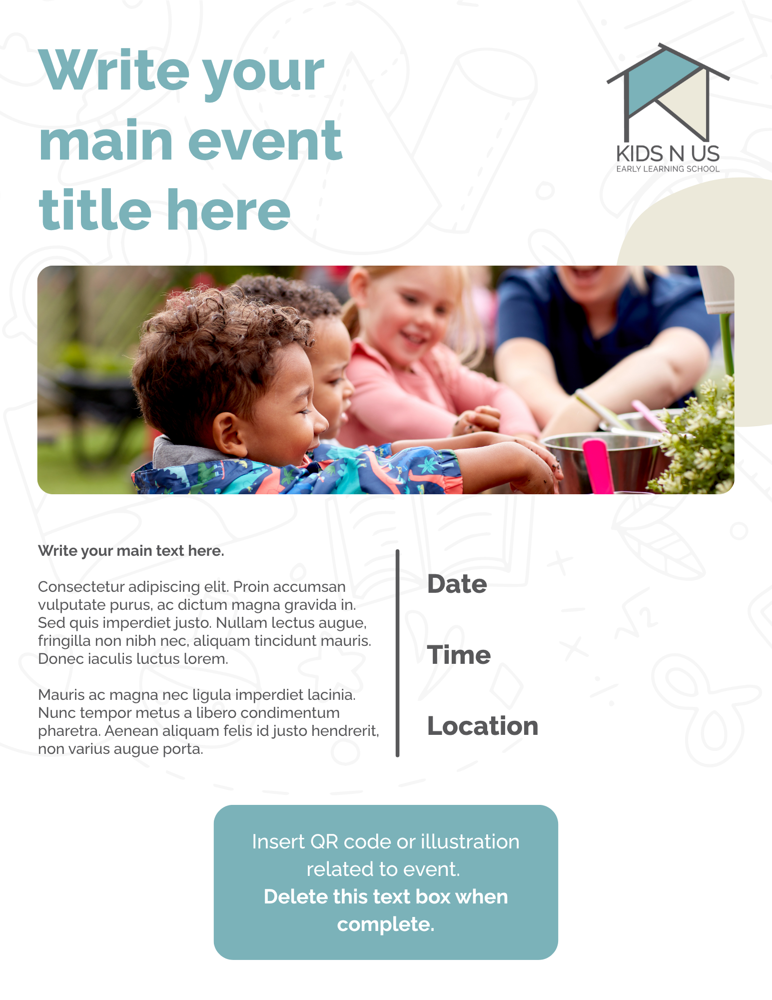 Write your
main event
title here
KIDS N US
EARLY LEARNING SCHOOL
Write your main text here.
Consectetur adipiscing elit. Proin accumsan
vulputate purus, ac dictum magna gravida in.
Sed quis imperdiet justo. Nullam lectus augue,
fringilla non nibh nec, aliquam tincidunt mauris.
Donec iaculis luctus lorem.
Mauris ac magna nec ligula imperdiet lacinia.
Nunc tempor metus a libero condimentum
pharetra. Aenean aliquam felis id justo hendrerit,
non varius augue porta.
Date
Time
Location
Insert QR code or illustration
related to event.
Delete this text box when
complete.